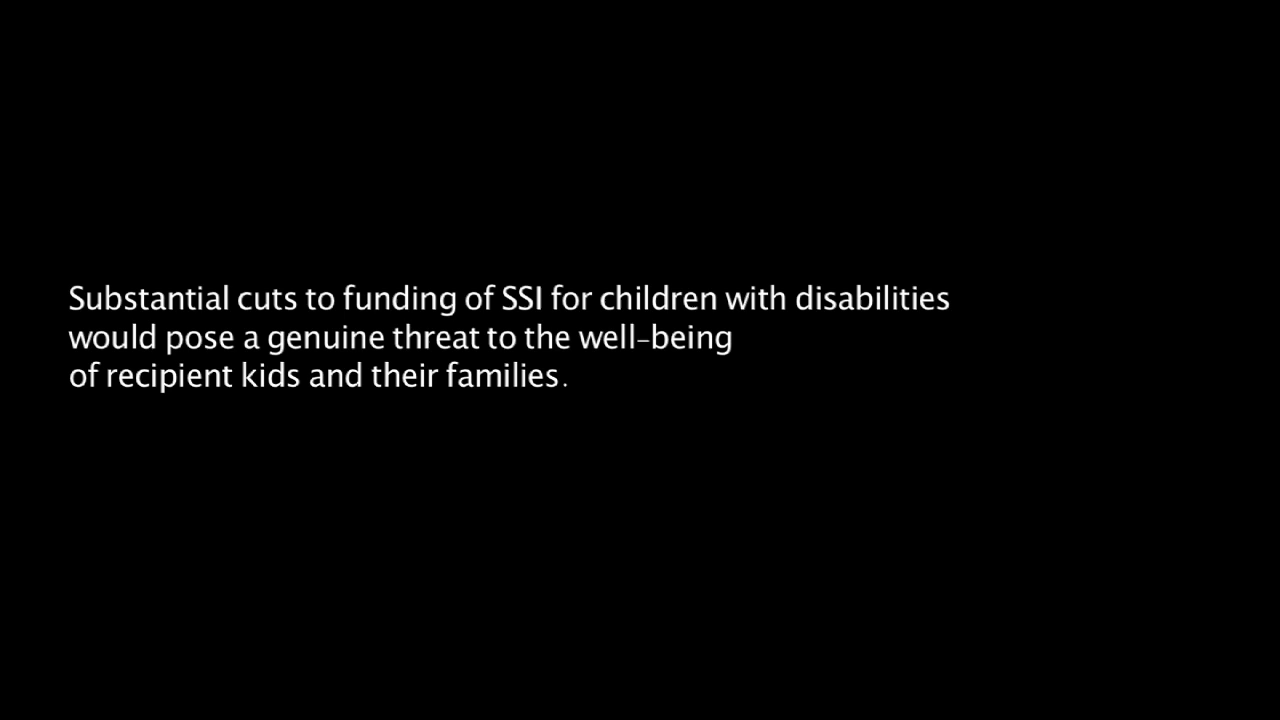 Substantial cuts to funding of SSI for children with disabilities
would pose a genuine threat to the well-being
of recipient kids and their families.